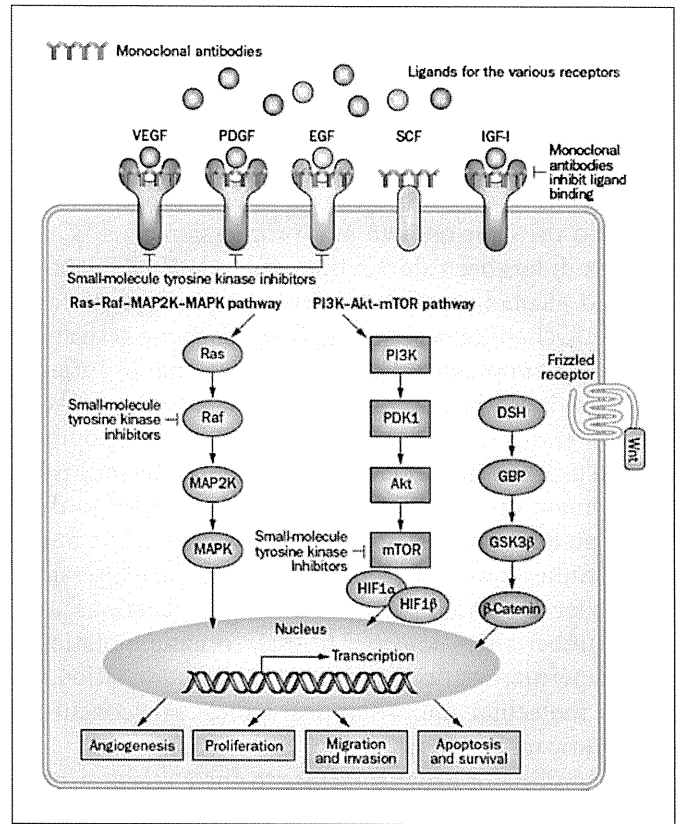 Monoclonal antibodies
Ligands for the various receptors
VEGF
PDGF
EGF
SCF
IGF-I
Monoclonal
antibodies
inhibit ligand
binding
Small-molecule tyrosine kinase inhibitors
Ras–Raf–MAP2K–MAPK pathway
PI3K–Akt–mTOR pathway
Ras
Small-molecule
tyrosine kinase
inhibitors
Raf
MAP2K
MAPK
PI3K
PDK1
Akt
Small-molecule
tyrosine kinase
Inhibitors
mTOR
HIF1α
HIF1β
Frizzled
receptor
Wnt
DSH
GBP
GSK3β
β-Catenin
Nucleus
Transcription
Angiogenesis
Proliferation
Migration
and invasion
Apoptosis
and survival